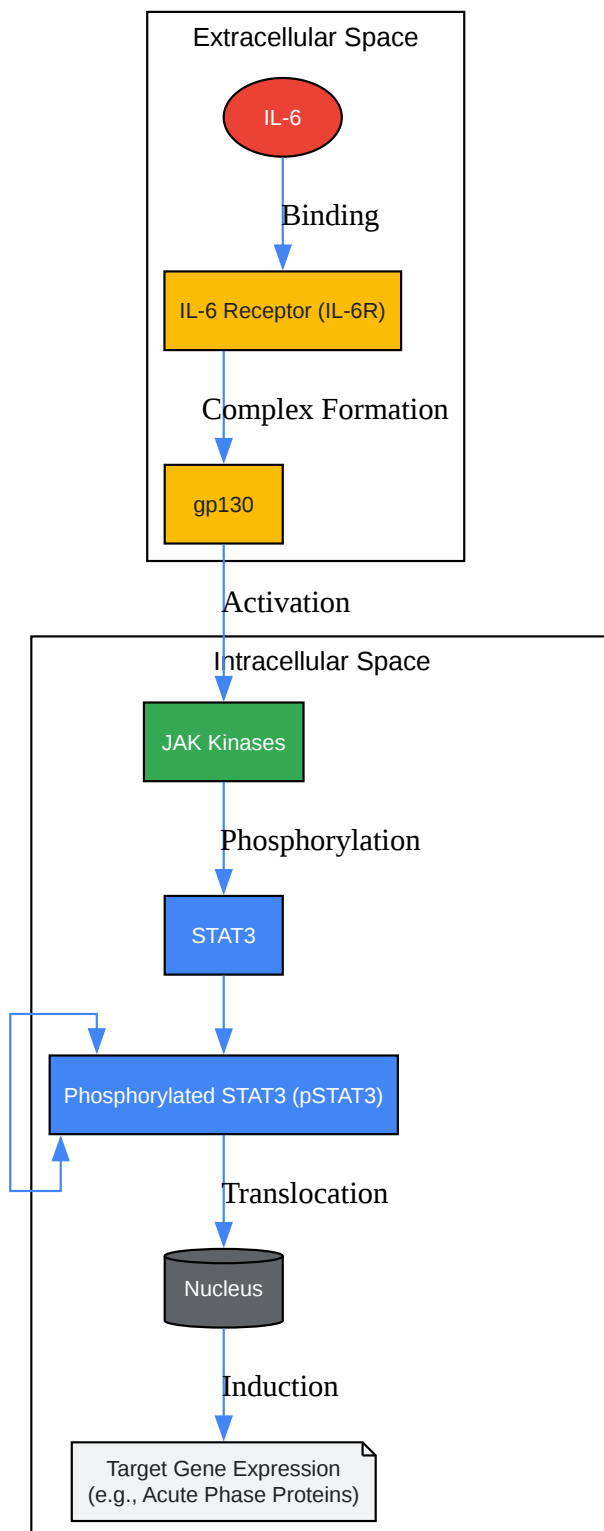 Extracellular Space
IL-6
Binding
IL-6 Receptor (IL-6R)
Complex Formation
gp130
Activation
Intracellular Space
JAK Kinases
Phosphorylation
STAT3
Phosphorylated STAT3 (pSTAT3)
Translocation
Nucleus
Induction
Target Gene Expression
(e.g., Acute Phase Proteins)